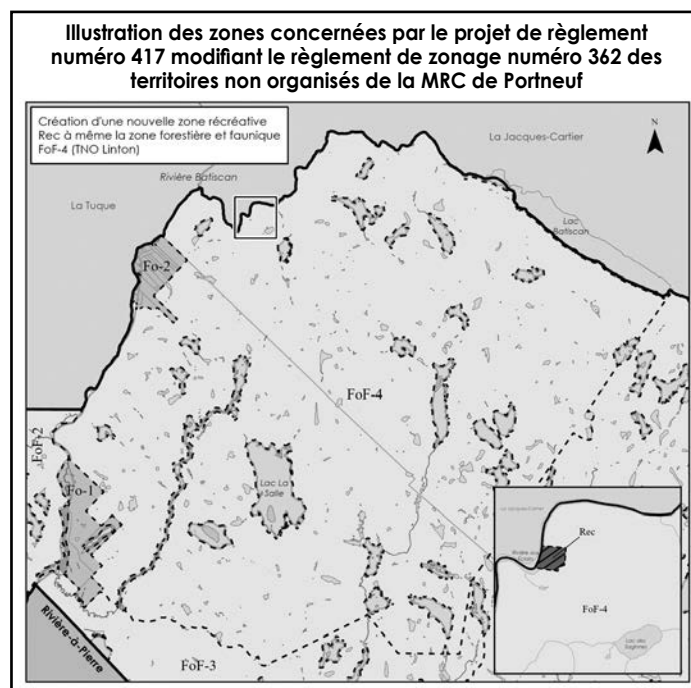 Illustration des zones concernées par le projet de règlement
numéro 417 modifiant le règlement de zonage numéro 362 des
territoires non organisés de la MRC de Portneuf
Création d'une nouvelle zone récréative
Rec à même la zone forestière et faunique
FoF-4 (TNO Linton)
N
La Jacques-Cartier
Rivière Batiscan
La Tuque
Lac
Batiscan
Fo-2
FoF-4
FoF-2
Fo-1
Lac La
Salle
La Jacques-Cartier
Rec
FoF-4
Rivière-à-Pierre
FoF-3